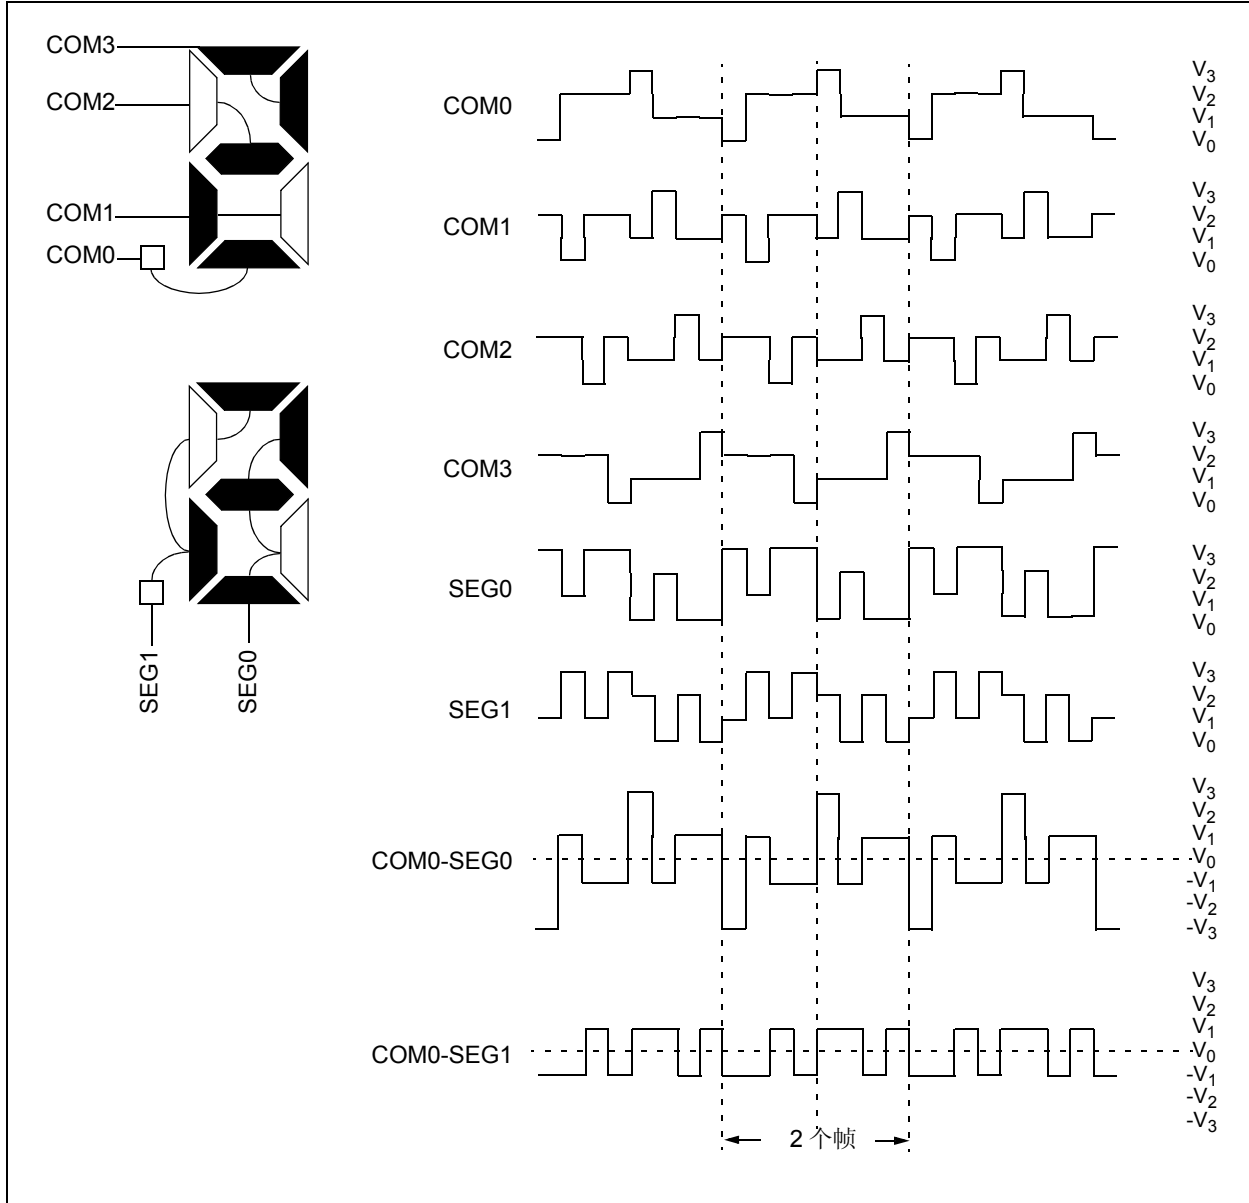 COM3
COM2
COM1
COM0
SEG1
SEG0
COM0
V3
V2
V1
V0
COM1
V3
V2
V1
V0
COM2
V3
V2
V1
V0
COM3
V3
V2
V1
V0
SEG0
V3
V2
V1
V0
SEG1
V3
V2
V1
V0
COM0-SEG0
V3
V2
V1
V0
-V1
-V2
-V3
COM0-SEG1
V3
V2
V1
V0
-V1
-V2
-V3
2 个帧